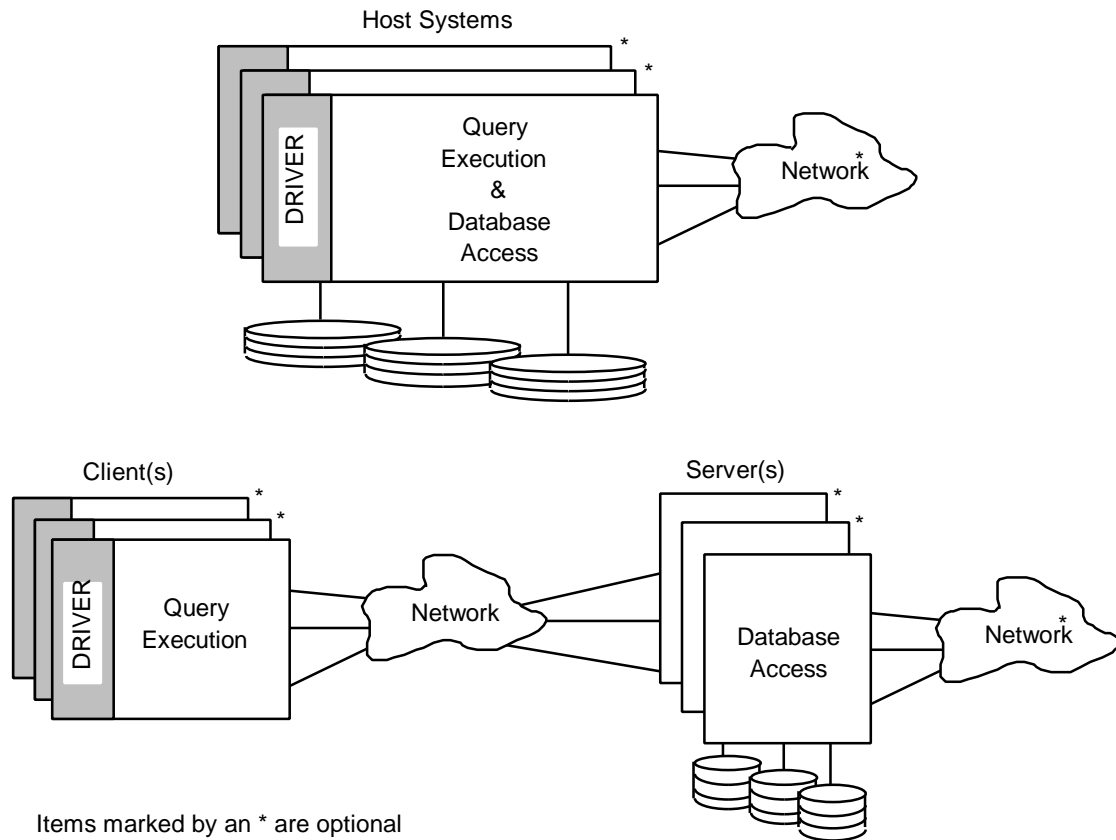 Host Systems
*
*
DRIVER
Query
Execution
&
Database
Access
Network*
Client(s)
*
*
DRIVER
Query
Execution
Network
Server(s)
*
*
Database
Access
Network*
Items marked by an * are optional